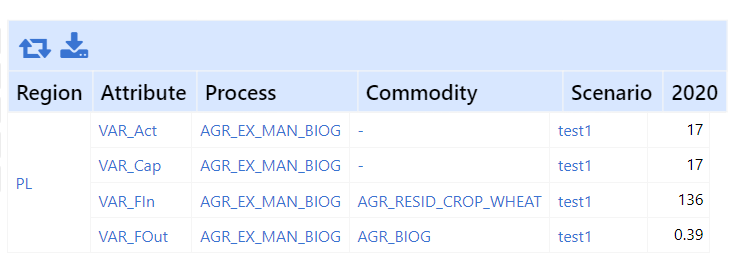 Region Attribute Process Commodity Scenario 2020
VAR_Act AGR_EX_MAN_BIOG - test1 17
VAR_Cap AGR_EX_MAN_BIOG - test1 17
PL
VAR_FIn AGR_EX_MAN_BIOG AGR_RESID_CROP_WHEAT test1 136
VAR_FOut AGR_EX_MAN_BIOG AGR_BIOG test1 0.39